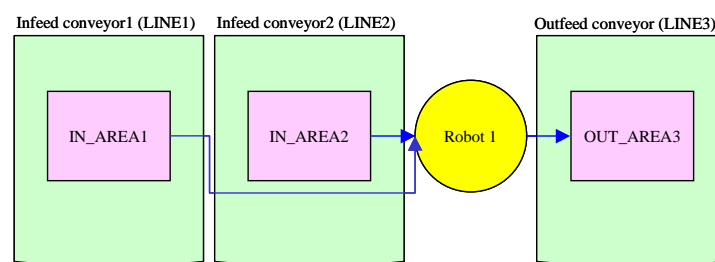 Infeed conveyor1 (LINE1)
Infeed conveyor2 (LINE2)
Outfeed conveyor (LINE3)
IN_AREA1
IN_AREA2
Robot 1
OUT_AREA3